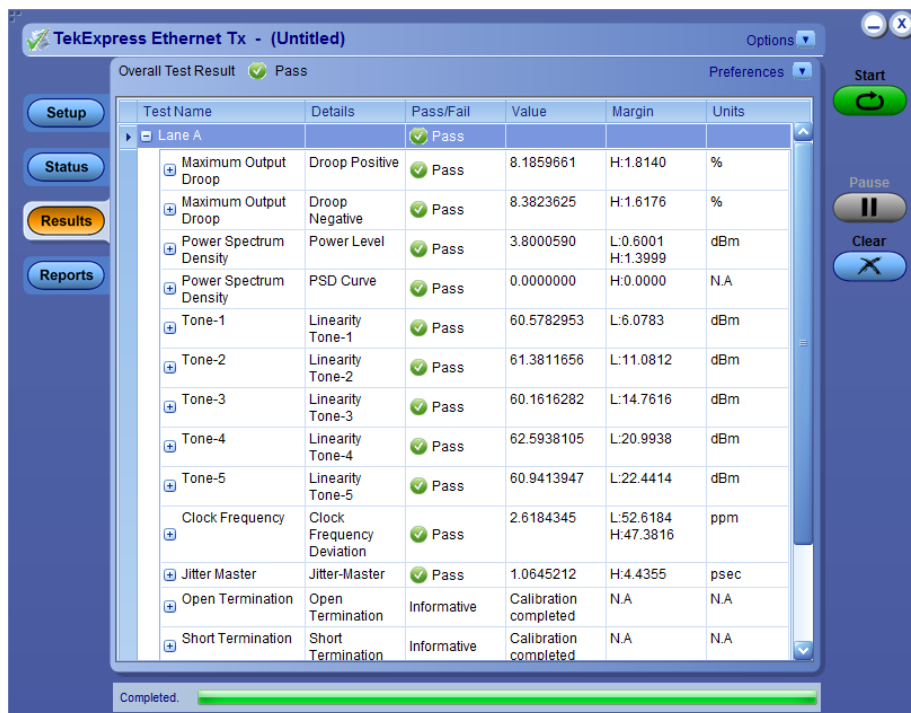 TekExpress Ethernet Tx - (Untitled)
Options
Overall Test Result Pass
Preferences
Start
Setup
Status
Results
Reports
Pause
Clear
Test Name Details Pass/Fail Value Margin Units
Lane A Pass
Maximum Output Droop Positive Pass 8.1859661 H:1.8140 %
Droop
Maximum Output Droop Pass 8.3823625 H:1.6176 %
Droop Negative
Power Spectrum Power Level Pass 3.8000590 L:0.6001 dBm
Density H:1.3999
Power Spectrum PSD Curve Pass 0.0000000 H:0.0000 N.A
Density
Tone-1 Linearity Pass 60.5782953 L:6.0783 dBm
Tone-1
Tone-2 Linearity Pass 61.3811656 L:11.0812 dBm
Tone-2
Tone-3 Linearity Pass 60.1616282 L:14.7616 dBm
Tone-3
Tone-4 Linearity Pass 62.5938105 L:20.9938 dBm
Tone-4
Tone-5 Linearity Pass 60.9413947 L:22.4414 dBm
Tone-5
Clock Frequency Clock Pass 2.6184345 L:52.6184 ppm
Frequency H:47.3816
Deviation
Jitter Master Jitter-Master Pass 1.0645212 H:4.4355 psec
Open Termination Open Informative Calibration N.A N.A
Termination completed
Short Termination Short Informative Calibration N.A N.A
Termination completed
Completed.